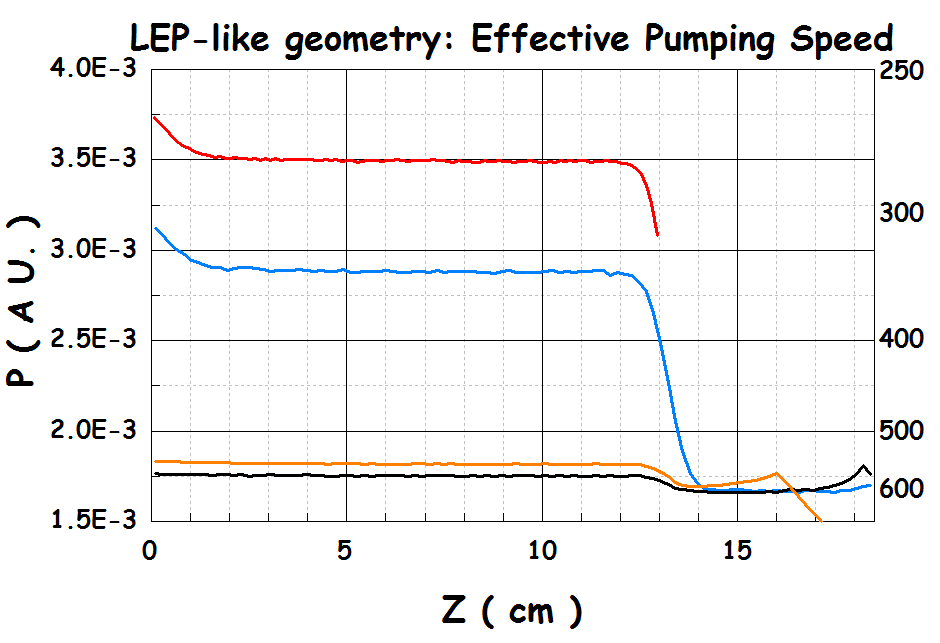 LEP-like geometry: Effective Pumping Speed
4.0E-3
250
3.5E-3
300
3.0E-3
P ( A U. )
2.5E-3
400
2.0E-3
500
600
1.5E-3
0 5 10 15
Z ( cm )